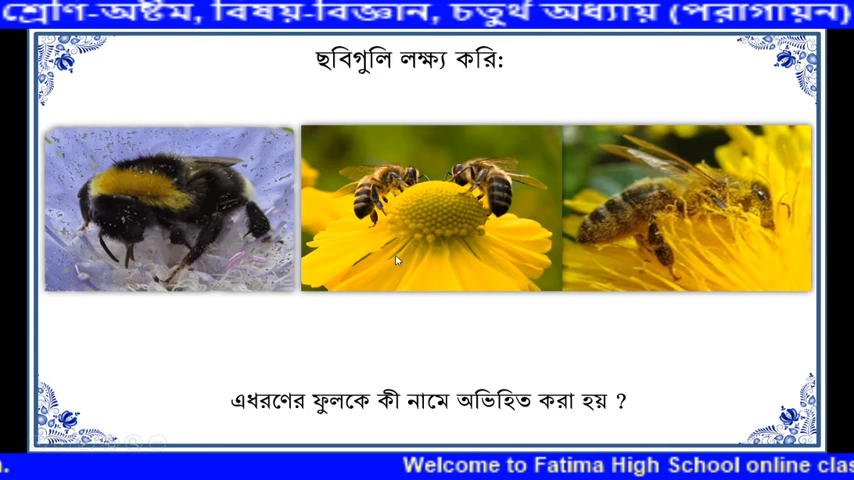 শ্রেণি-অষ্টম, বিষয়-বিজ্ঞান, চতুর্থ অধ্যায় (পরাগায়ন)
ছবিগুলি লক্ষ্য করি:
এধরণের ফুলকে কী নামে অভিহিত করা হয় ?
Welcome to Fatima High School online